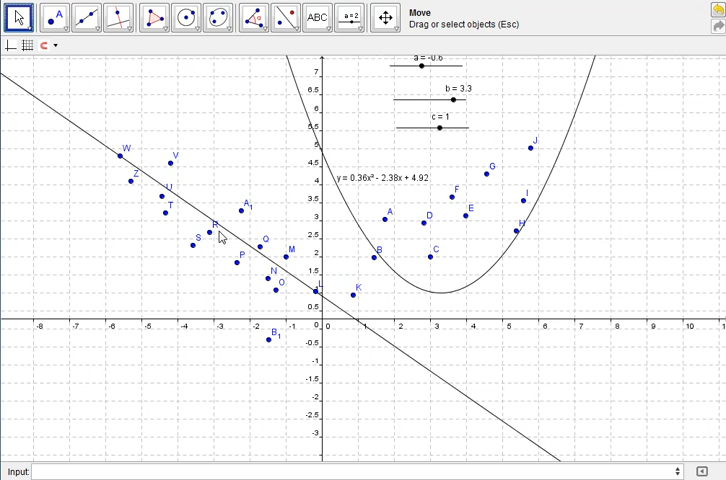 A
α
ABC
a = 2
Move
Drag or select objects (Esc)
a = -0.6
b = 3.3
c = 1
y = 0.36x² - 2.38x + 4.92
7
6.5
6
5.5
5
4.5
4
3.5
3
2.5
2
1.5
1
0.5
0
-0.5
-1
-1.5
-2
-2.5
-3
-8 -7 -6 -5 -4 -3 -2 -1 0 1 2 3 4 5 6 7 8 9 10
W
V
Z
U
T
A₁
R
S
Q
P
M
N
O
L
K
B₁
A
B
C
D
E
F
G
H
I
J
Input: